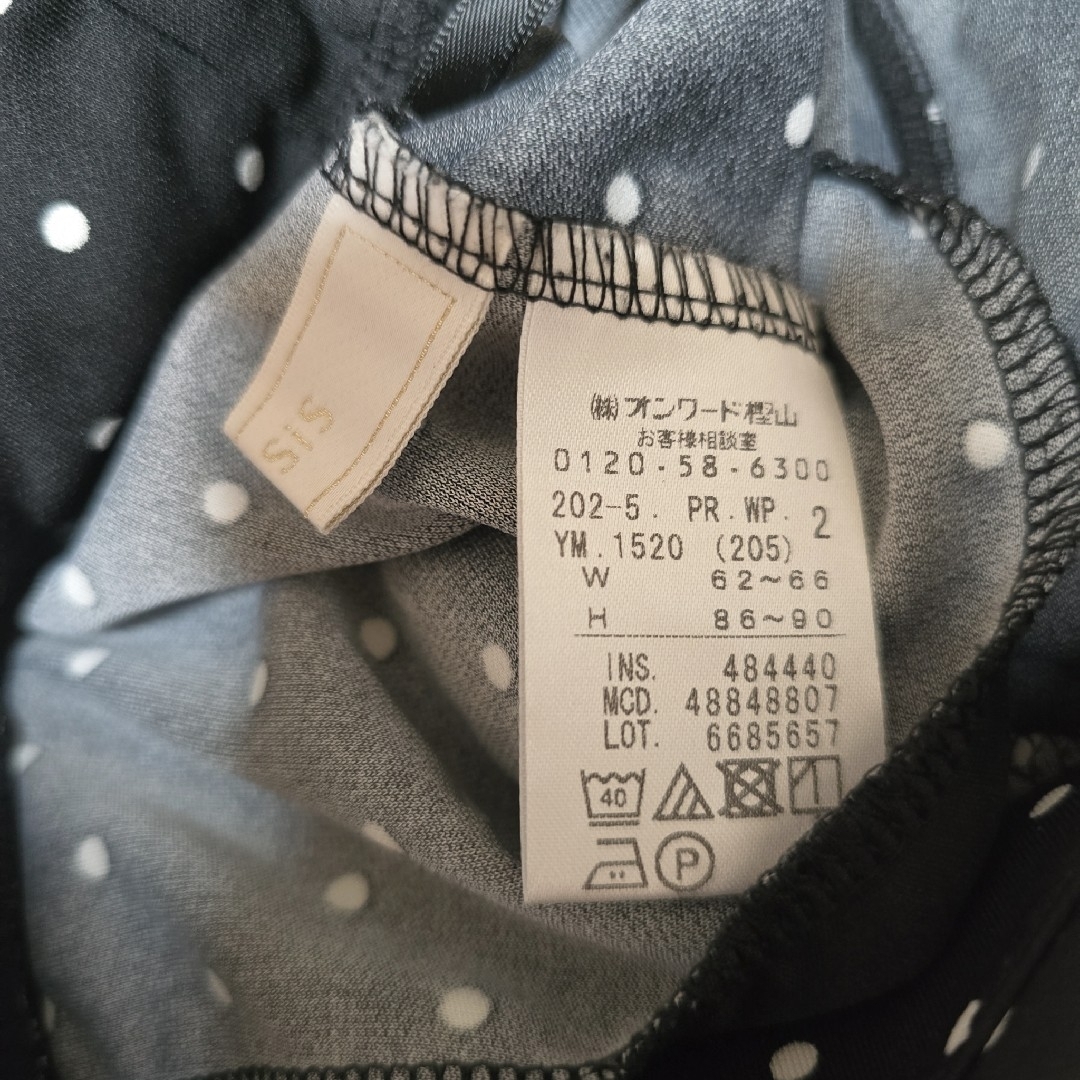 SiS
(株)オンワード樫山
お客様相談室
0120・58・6300
202-5. PR.WP. 2
YM.1520 (205)
W 62~66
H 86~90
INS. 484440
MCD. 48848807
LOT. 6685657
40
P